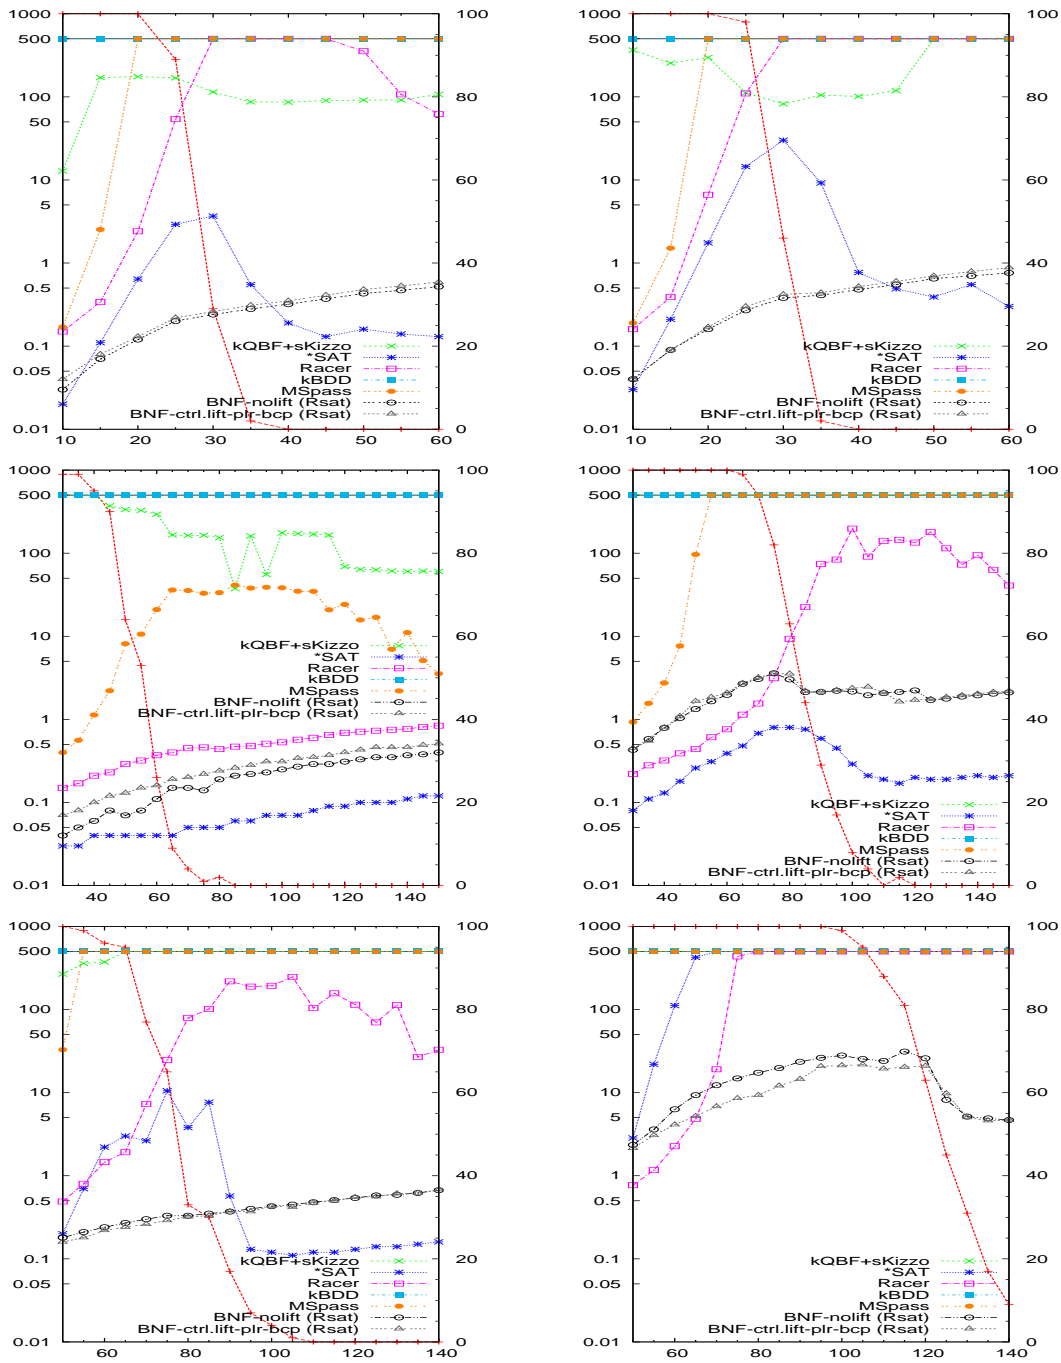 1000 100
500
100 80
50
10 60
5
1 40
0.5
0.1 20
0.05
0.01 0
kQBF+sKizzo
*SAT
Racer
kBDD
MSpass
BNF-nolift (Rsat)
BNF-ctrl.lift-plr-bcp (Rsat)
10 20 30 40 50 60
1000 100
500
100 80
50
10 60
5
1 40
0.5
0.1 20
0.05
0.01 0
kQBF+sKizzo
*SAT
Racer
kBDD
MSpass
BNF-nolift (Rsat)
BNF-ctrl.lift-plr-bcp (Rsat)
10 20 30 40 50 60
1000 100
500
100 80
50
10 60
5
kQBF+sKizzo
*SAT
Racer
kBDD
MSpass
BNF-nolift (Rsat)
BNF-ctrl.lift-plr-bcp (Rsat)
1 40
0.5
0.1 20
0.05
0.01 0
40 60 80 100 120 140
1000 100
500
100 80
50
10 60
5
1 40
0.5
0.1 20
0.05
0.01 0
kQBF+sKizzo
*SAT
Racer
kBDD
MSpass
BNF-nolift (Rsat)
BNF-ctrl.lift-plr-bcp (Rsat)
40 60 80 100 120 140
1000 100
500
100 80
50
10 60
5
1 40
0.5
0.1 20
0.05
0.01 0
kQBF+sKizzo
*SAT
Racer
kBDD
MSpass
BNF-nolift (Rsat)
BNF-ctrl.lift-plr-bcp (Rsat)
60 80 100 120 140
1000 100
500
100 80
50
10 60
5
1 40
0.5
0.1 20
0.05
0.01 0
kQBF+sKizzo
*SAT
Racer
kBDD
MSpass
BNF-nolift (Rsat)
BNF-ctrl.lift-plr-bcp (Rsat)
60 80 100 120 140